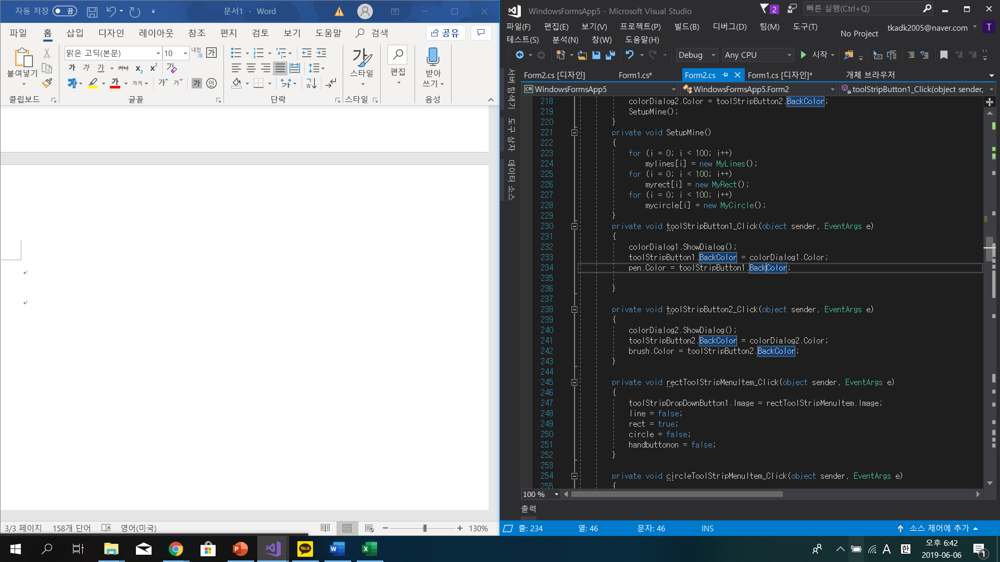 자동 저장 끔 문서1 - Word
파일 홈 삽입 디자인 레이아웃 참조 편지 검토 보기 도움말 검색 공유
맑은 고딕(본문) 10 내천川 가
붙여넣기 가 가 가 가나 x₂ x² 가
스타일 편집 받아쓰기
가 가 가 가가 가^ 가ˇ 가 인
클립보드 글꼴 단락 스타일 음성
3/3 페이지 158개 단어 영어(미국) 130%
WindowsFormsApp5 - Microsoft Visual Studio 2 빠른 실행(Ctrl+Q)
파일(F) 편집(E) 보기(V) 프로젝트(P) 빌드(B) 디버그(D) 팀(M) 도구(T)
No Project tkadk2005@naver.com T
테스트(S) 분석(N) 창(W) 도움말(H)
Debug Any CPU 시작
서버 탐색기
도구 상자
데이터 소스
Form2.cs [디자인] Form1.cs* Form2.cs Form1.cs [디자인]* 개체 브라우저
WindowsFormsApp5 WindowsFormsApp5.Form2 toolStripButton1_Click(object sender,
218 colorDialog2.Color = toolStripButton2.BackColor;
219 SetupMine();
220 }
221 private void SetupMine()
222 {
223 for (i = 0; i < 100; i++)
224 mylines[i] = new MyLines();
225 for (i = 0; i < 100; i++)
226 myrect[i] = new MyRect();
227 for (i = 0; i < 100; i++)
228 mycircle[i] = new MyCircle();
229 }
230 private void toolStripButton1_Click(object sender, EventArgs e)
231 {
232 colorDialog1.ShowDialog();
233 toolStripButton1.BackColor = colorDialog1.Color;
234 pen.Color = toolStripButton1.BackColor;
235
236 }
237
238 private void toolStripButton2_Click(object sender, EventArgs e)
239 {
240 colorDialog2.ShowDialog();
241 toolStripButton2.BackColor = colorDialog2.Color;
242 brush.Color = toolStripButton2.BackColor;
243 }
244
245 private void rectToolStripMenuItem_Click(object sender, EventArgs e)
246 {
247 toolStripDropDownButton1.Image = rectToolStripMenuItem.Image;
248 line = false;
249 rect = true;
250 circle = false;
251 handbuttonon = false;
252 }
253
254 private void circleToolStripMenuItem_Click(object sender, EventArgs e)
255 {
100 %
출력
줄: 234 열: 46 문자: 46 INS 소스 제어에 추가
TALK A 한 오후 6:42
2019-06-06 1